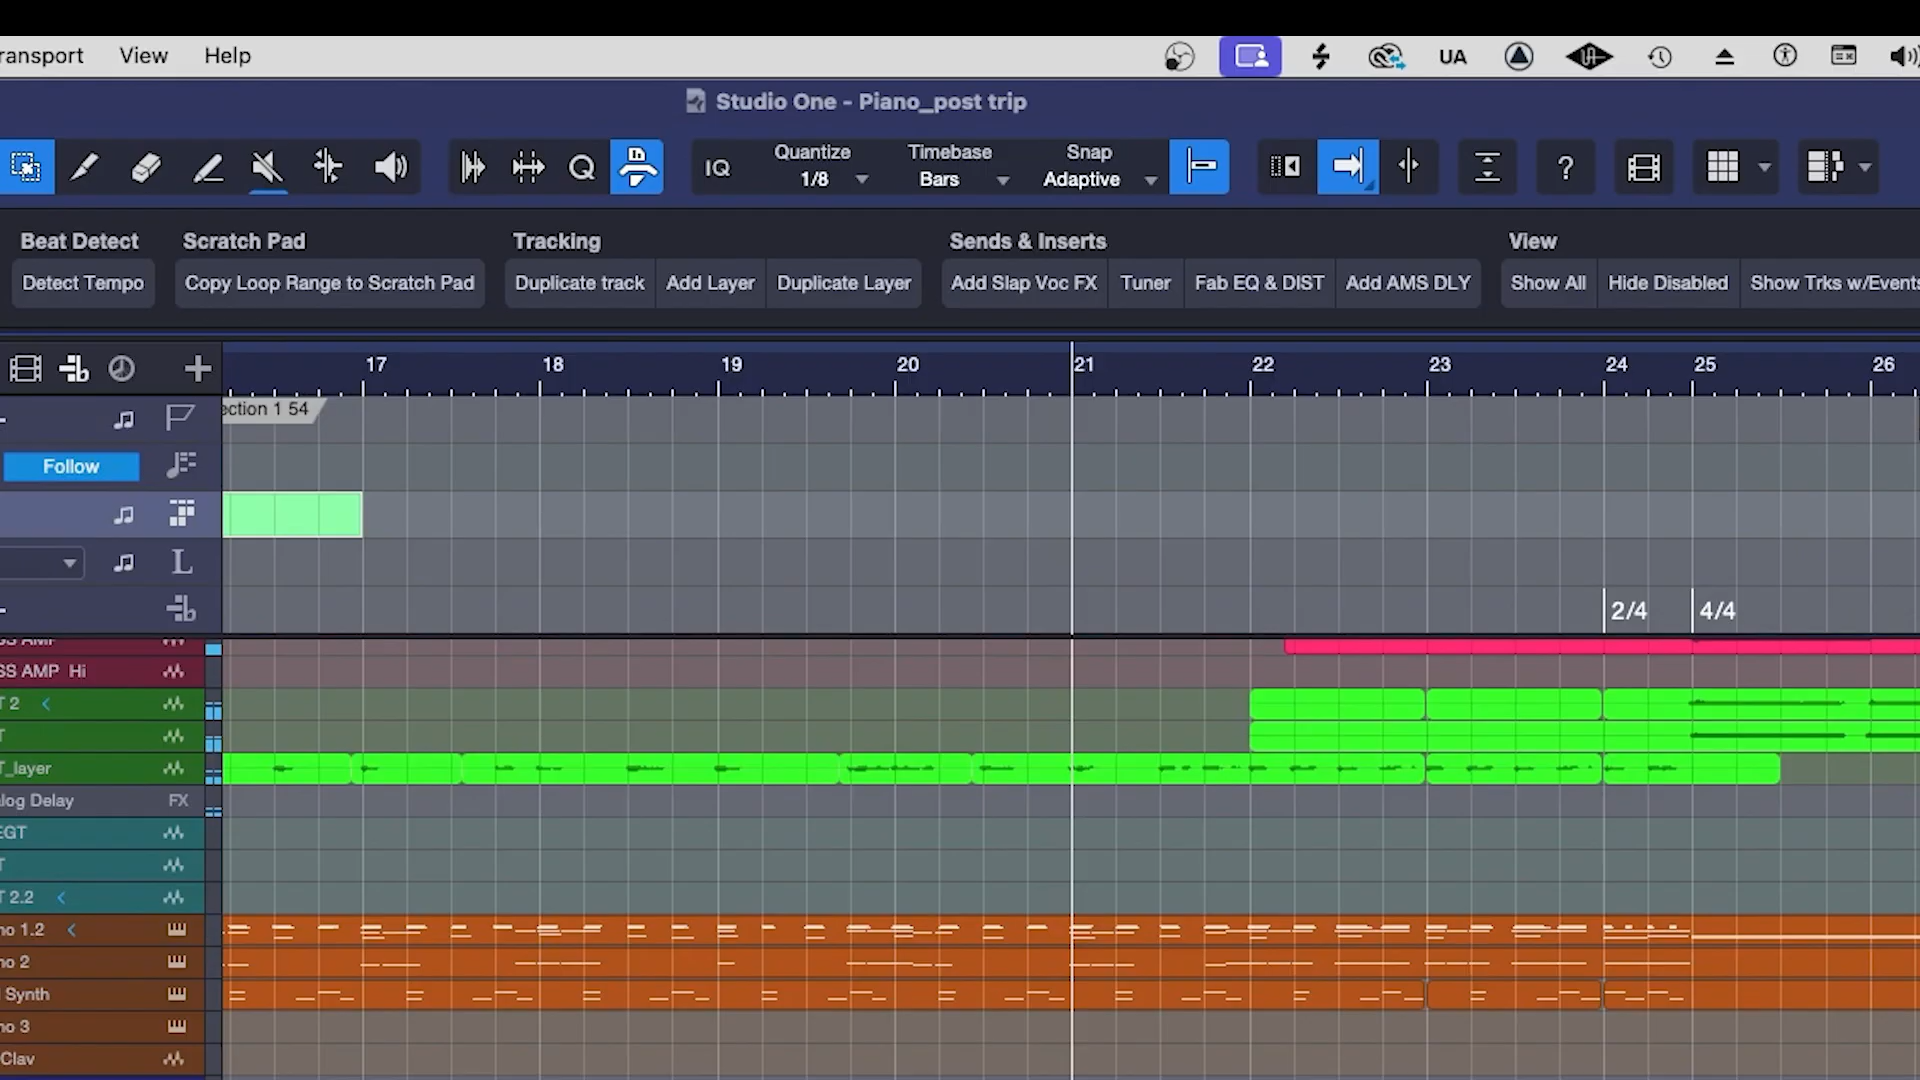 ransport View Help UA
Studio One - Piano_post trip
IQ Quantize 1/8 Timebase Bars Snap Adaptive ?
Beat Detect Scratch Pad Tracking Sends & Inserts View
Detect Tempo Copy Loop Range to Scratch Pad Duplicate track Add Layer Duplicate Layer Add Slap Voc FX Tuner Fab EQ & DIST Add AMS DLY Show All Hide Disabled Show Trks w/Events
17 18 19 20 21 22 23 24 25 26
ection 1 54
Follow
L
2/4 4/4
SS AMP Hi
T 2
T
T_layer
log Delay FX
EGT
T
T 2.2
no 1.2
no 2
Synth
no 3
Clav